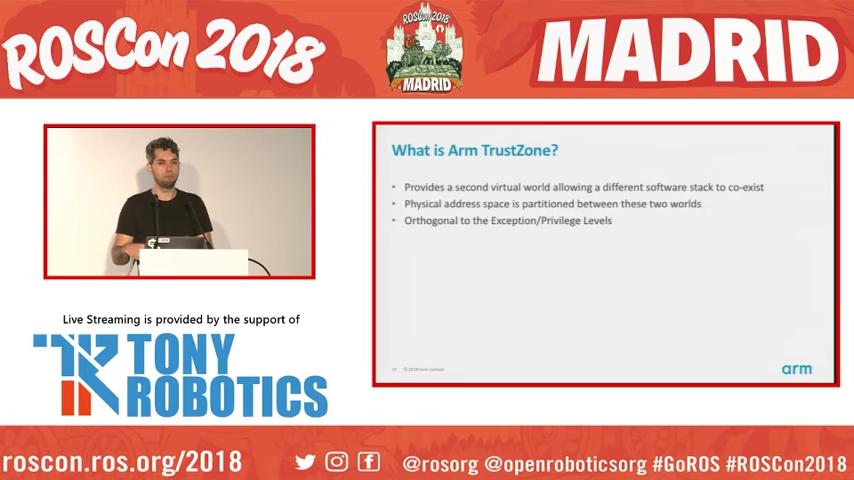 ROSCon 2018
ROSCon 2018
MADRID
MADRID
What is Arm TrustZone?
• Provides a second virtual world allowing a different software stack to co-exist
• Physical address space is partitioned between these two worlds
• Orthogonal to the Exception/Privilege Levels
arm
Live Streaming is provided by the support of
TONY
ROBOTICS
roscon.ros.org/2018
@rosorg @openroboticsorg #GoROS #ROSCon2018